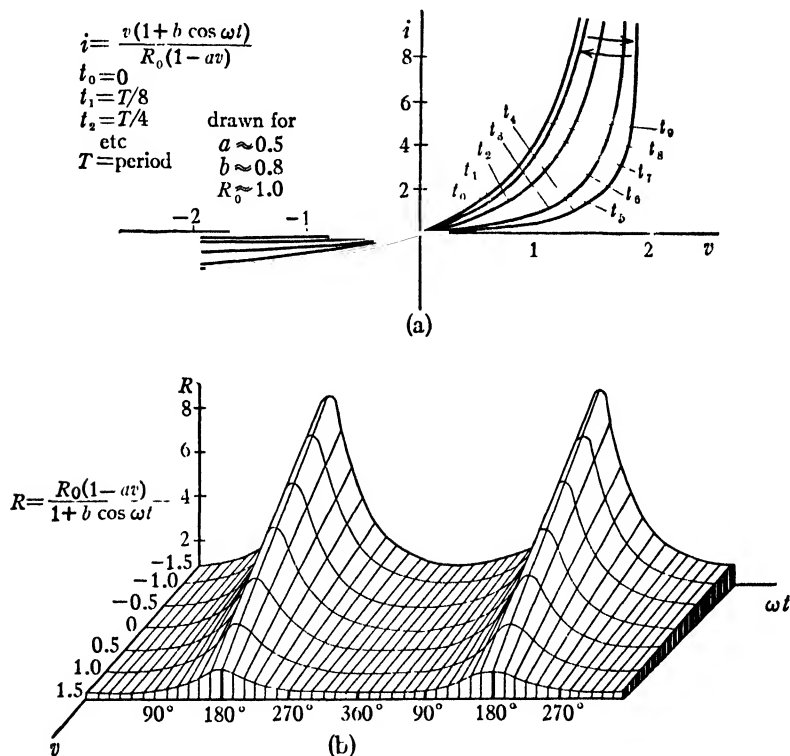 i= v(1+b cos ωt) / R₀(1−av)
t₀=0
t₁=T/8
t₂=T/4
etc
T=period
drawn for
a≈0.5
b≈0.8
R₀≈1.0
i
8
6
4
2
−2
−1
1
2
v
t₀
t₁
t₂
t₃
t₄
t₅
t₆
t₇
t₈
t₉
(a)
R
8
6
4
2
R= R₀(1−av) / 1+b cos ωt
−1.5
−1.0
−0.5
0
0.5
1.0
1.5
v
90°
180°
270°
360°
90°
180°
270°
ωt
(b)